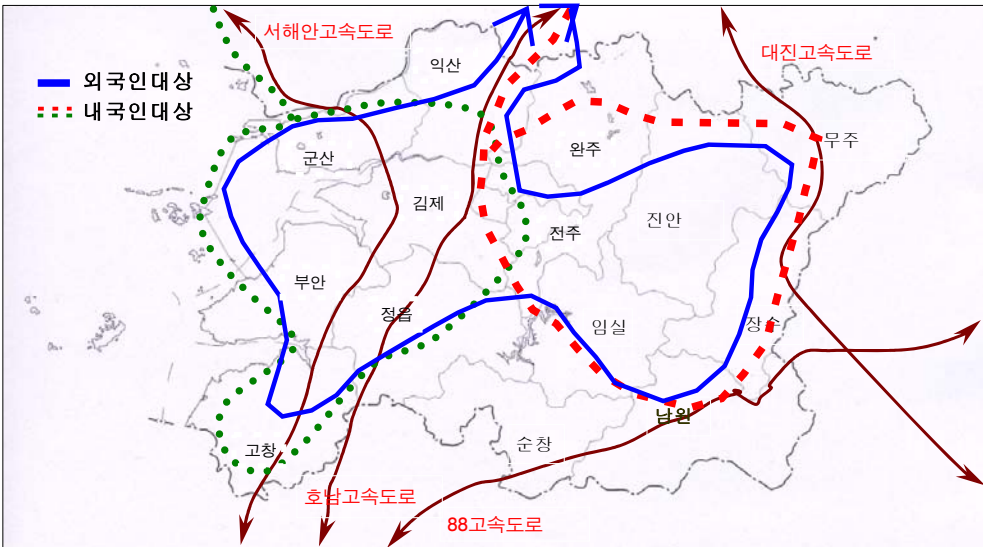 서해안고속도로
대진고속도로
익산
외국인대상
내국인대상
무주
완주
군산
김제
진안
전주
부안
정읍
임실
장수
남원
순창
고창
호남고속도로
88고속도로